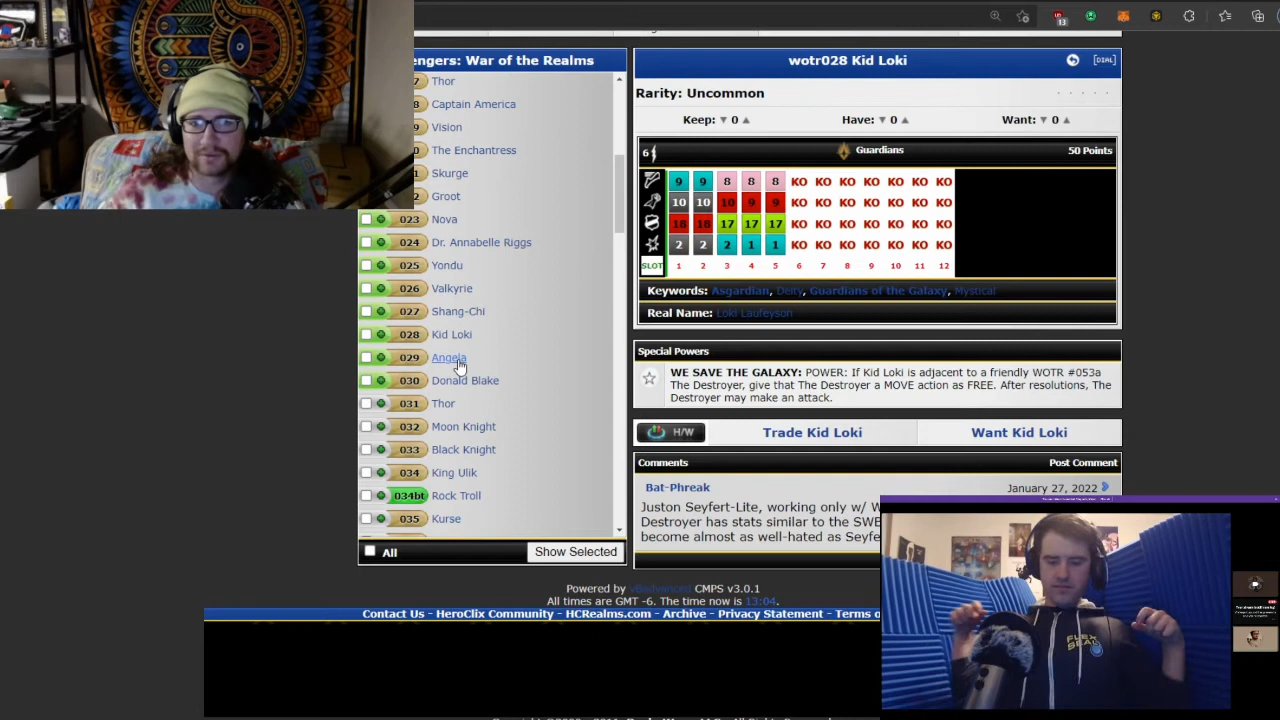 engers: War of the Realms
7 Thor
8 Captain America
9 Vision
0 The Enchantress
1 Skurge
2 Groot
023 Nova
024 Dr. Annabelle Riggs
025 Yondu
026 Valkyrie
027 Shang-Chi
028 Kid Loki
029 Angela
030 Donald Blake
031 Thor
032 Moon Knight
033 Black Knight
034 King Ulik
034bt Rock Troll
035 Kurse
All
Show Selected
wotr028 Kid Loki
[DIAL]
Rarity: Uncommon
Keep: ▼ 0 ▲ Have: ▼ 0 ▲ Want: ▼ 0 ▲
6 Guardians 50 Points
9 9 8 8 8 KO KO KO KO KO KO KO
10 10 10 9 9 KO KO KO KO KO KO KO
16 16 17 17 17 KO KO KO KO KO KO KO
2 2 2 1 1 KO KO KO KO KO KO KO
SLOT 1 2 3 4 5 6 7 8 9 10 11 12
Keywords: Asgardian, Deity, Guardians of the Galaxy, Mystical
Real Name: Loki Laufeyson
Special Powers
WE SAVE THE GALAXY: POWER: If Kid Loki is adjacent to a friendly WOTR #053a
The Destroyer, give that The Destroyer a MOVE action as FREE. After resolutions, The
Destroyer may make an attack.
H/W Trade Kid Loki Want Kid Loki
Comments Post Comment
Bat-Phreak January 27, 2022
Juston Seyfert-Lite, working only w/ W
Destroyer has stats similar to the SWE
become almost as well-hated as Seyfe
Powered by CMPS v3.0.1
All times are GMT -6. The time now is 13:04.
Contact Us - HeroClix Community - HCRealms.com - Archive - Privacy Statement - Terms o
13
FLEX
SEAL